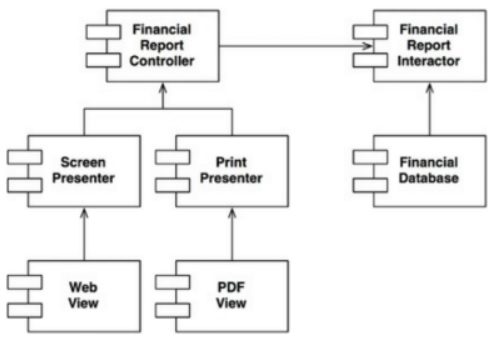 Financial
Report
Controller
Financial
Report
Interactor
Screen
Presenter
Print
Presenter
Financial
Database
Web
View
PDF
View